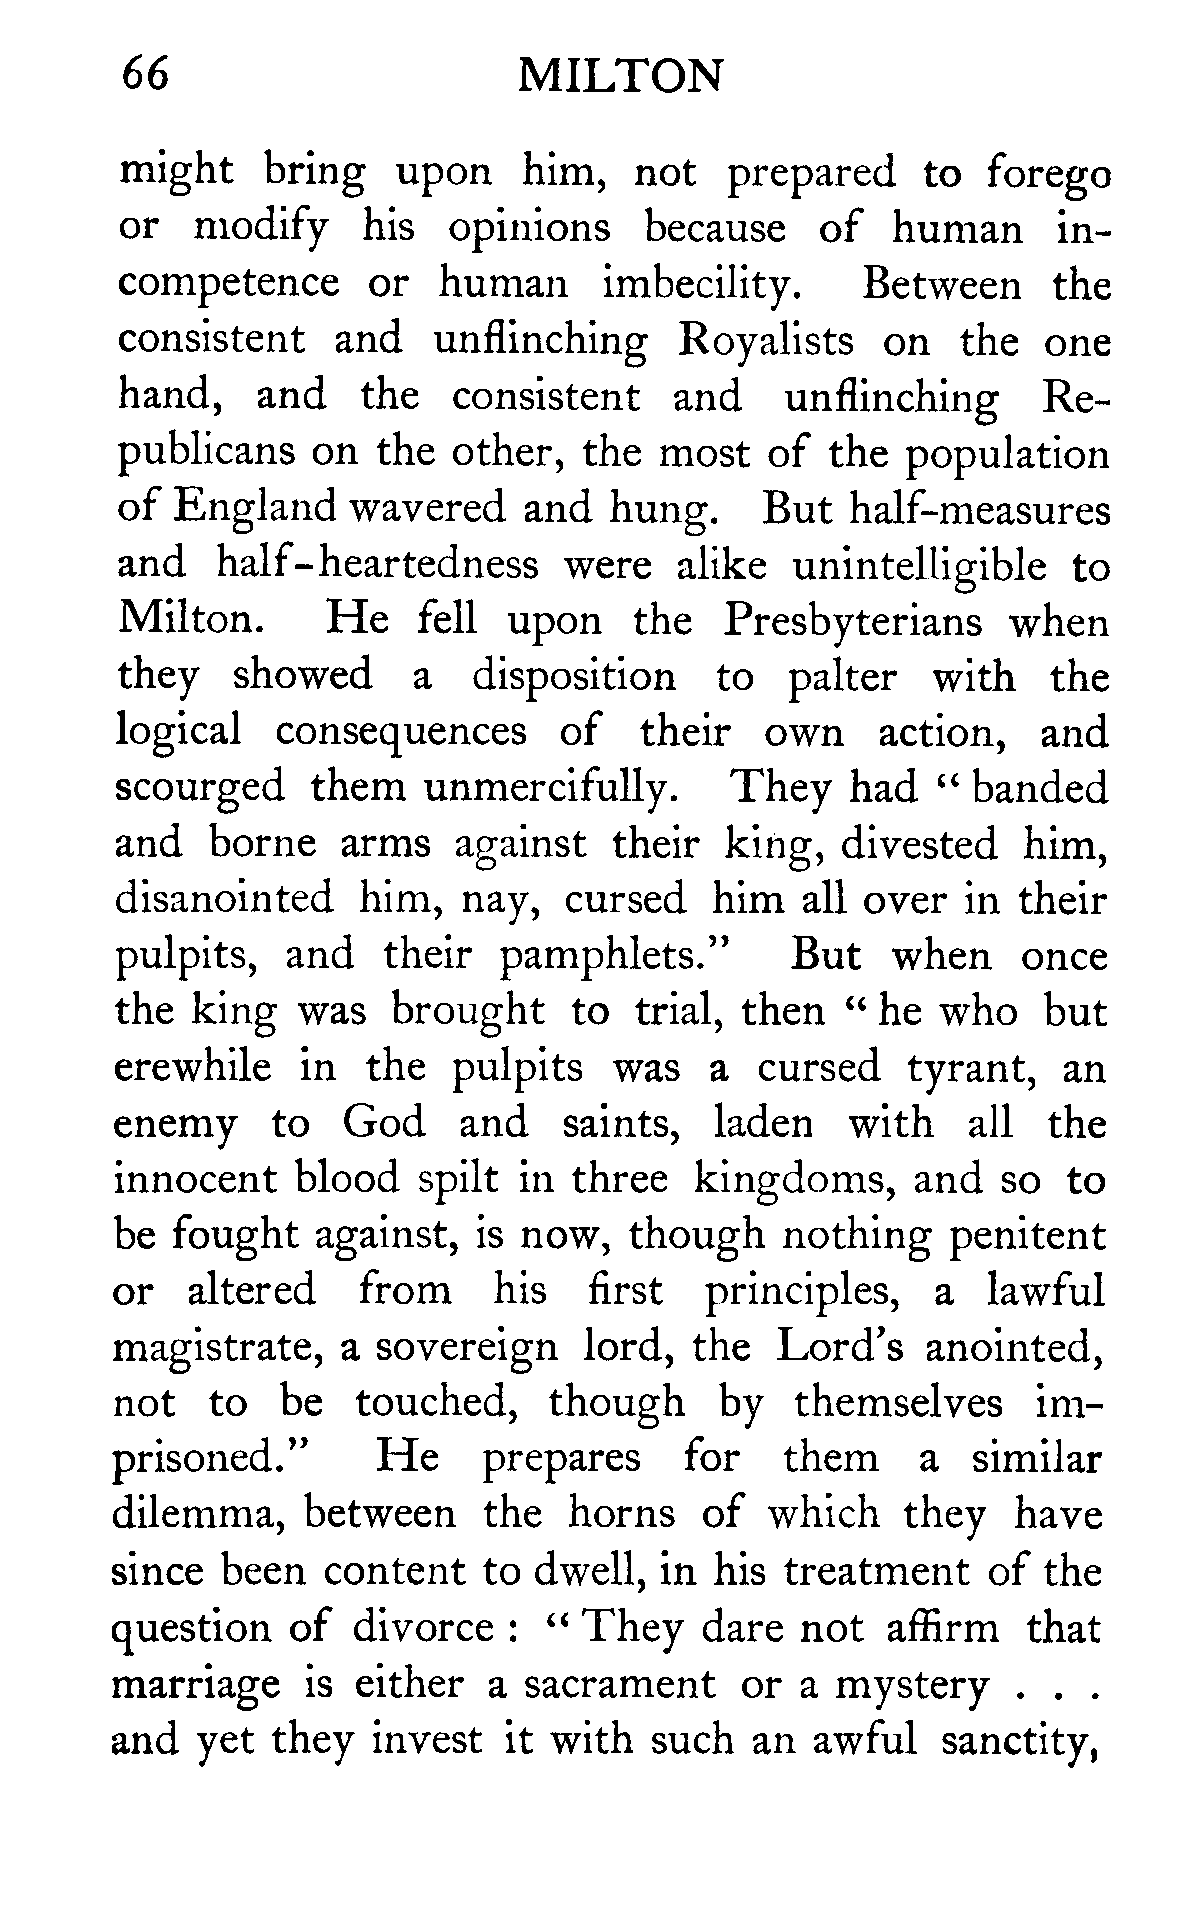 66 MILTON
might bring upon him, not prepared to forego
or modify his opinions because of human in-
competence or human imbecility. Between the
consistent and unflinching Royalists on the one
hand, and the consistent and unflinching Re-
publicans on the other, the most of the population
of England wavered and hung. But half-measures
and half-heartedness were alike unintelligible to
Milton. He fell upon the Presbyterians when
they showed a disposition to palter with the
logical consequences of their own action, and
scourged them unmercifully. They had “ banded
and borne arms against their king, divested him,
disanointed him, nay, cursed him all over in their
pulpits, and their pamphlets.” But when once
the king was brought to trial, then “ he who but
erewhile in the pulpits was a cursed tyrant, an
enemy to God and saints, laden with all the
innocent blood spilt in three kingdoms, and so to
be fought against, is now, though nothing penitent
or altered from his first principles, a lawful
magistrate, a sovereign lord, the Lord’s anointed,
not to be touched, though by themselves im-
prisoned.” He prepares for them a similar
dilemma, between the horns of which they have
since been content to dwell, in his treatment of the
question of divorce : “ They dare not affirm that
marriage is either a sacrament or a mystery . . .
and yet they invest it with such an awful sanctity,